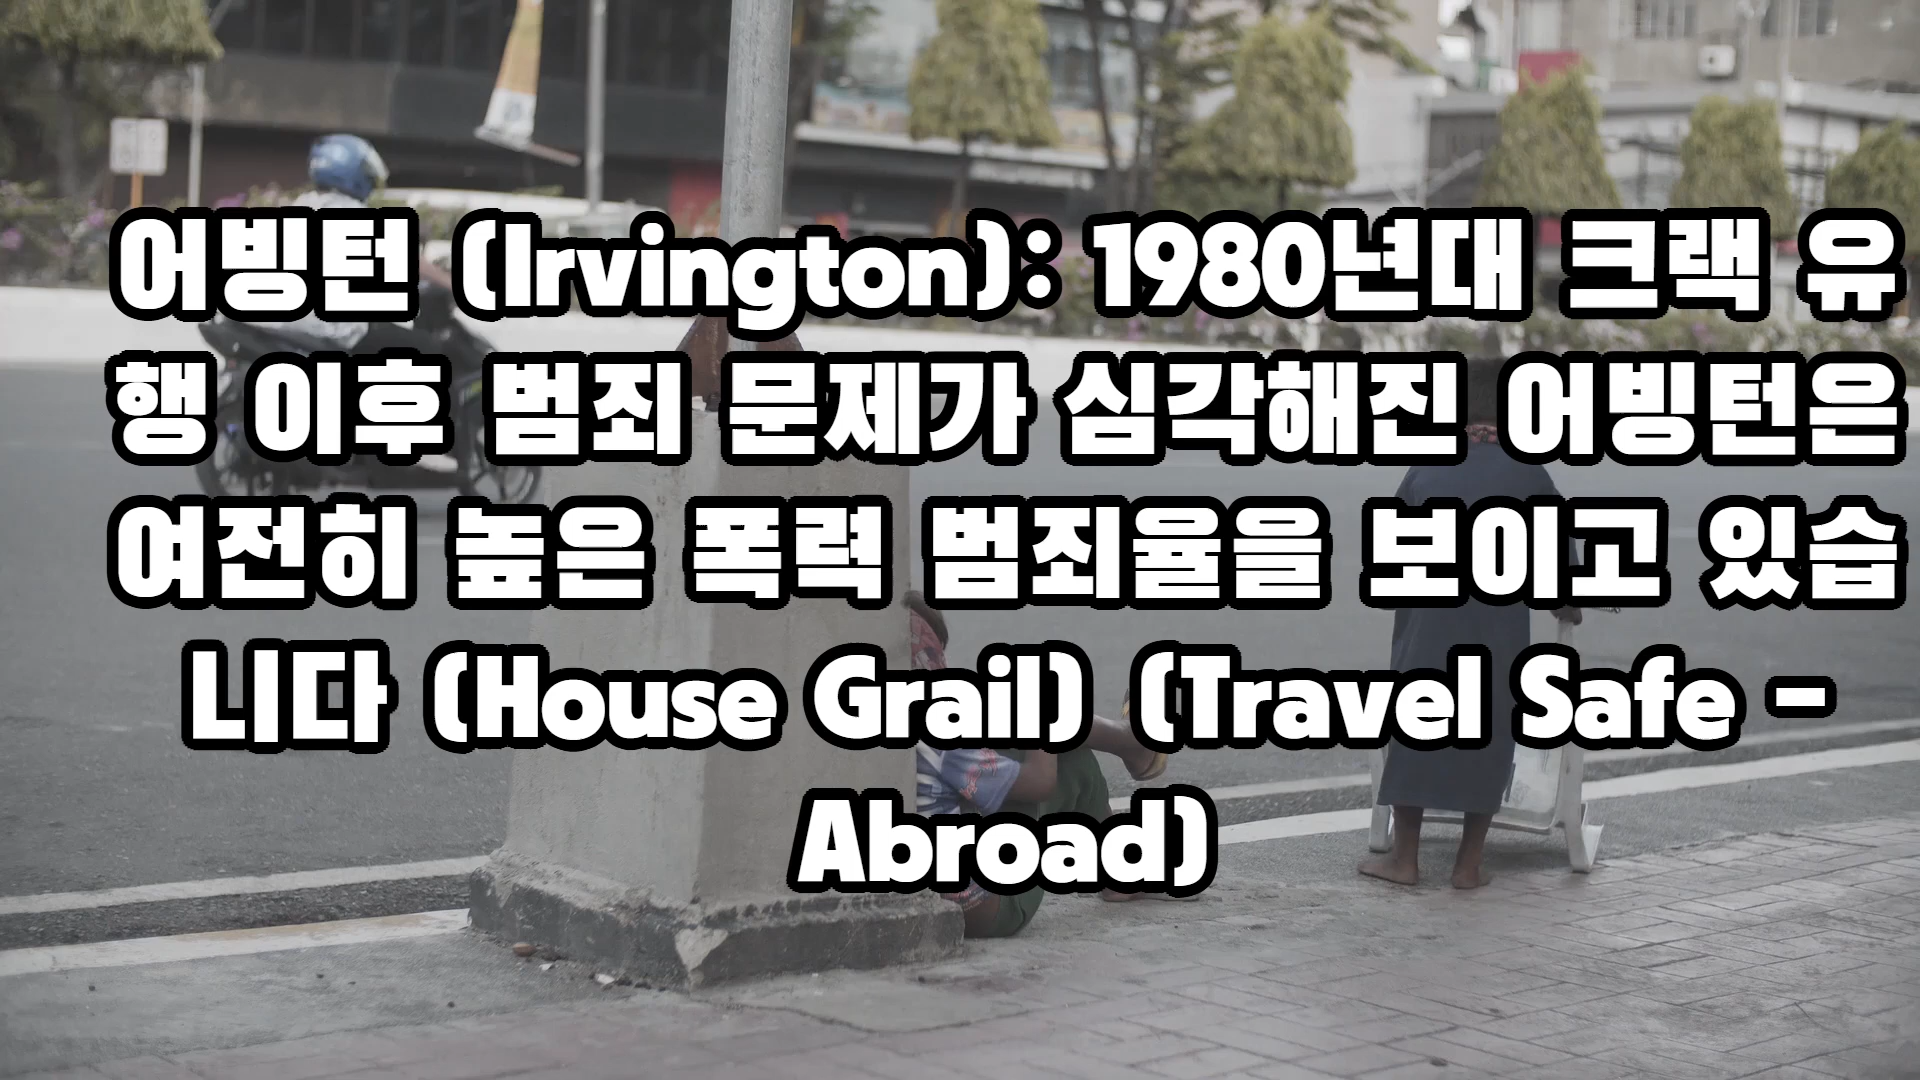 어빙턴 (Irvington): 1980년대 크랙 유
행 이후 범죄 문제가 심각해진 어빙턴은
여전히 높은 폭력 범죄율을 보이고 있습
니다 (House Grail) (Travel Safe -
Abroad)